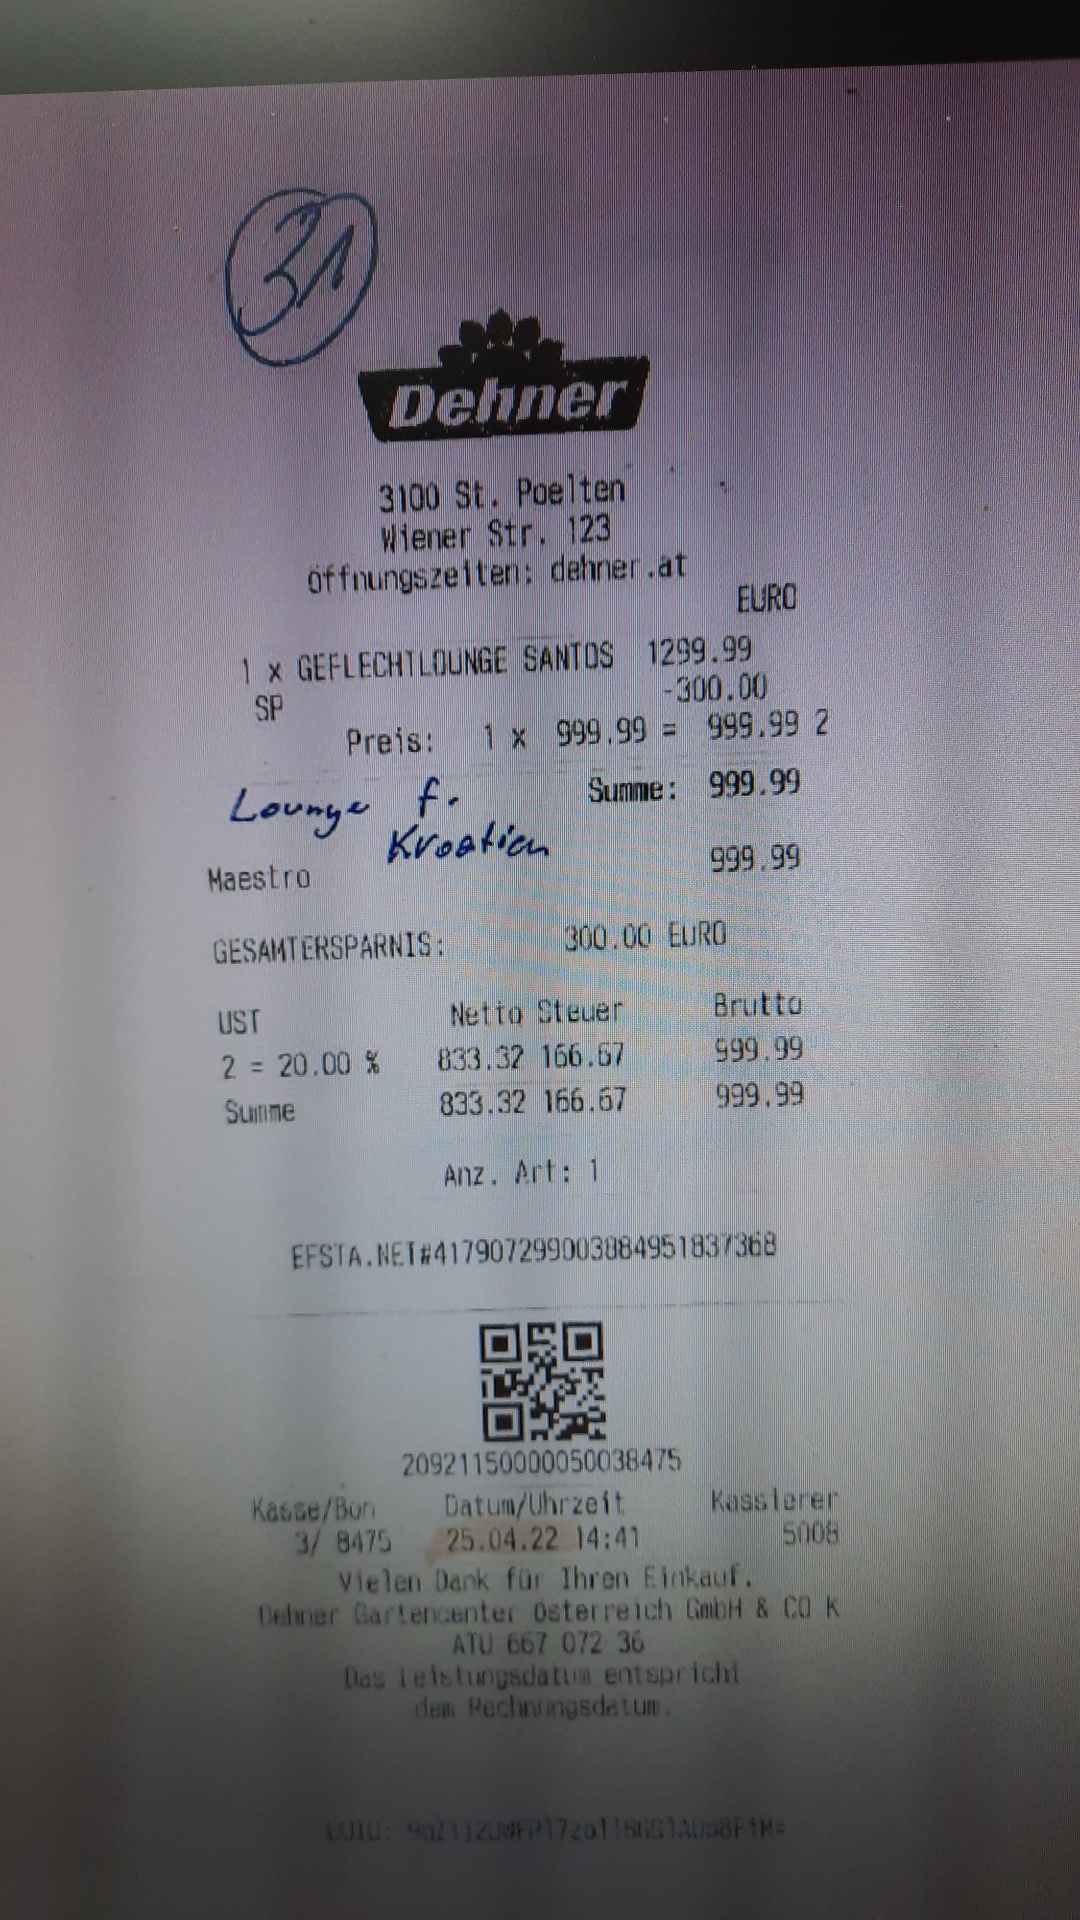 31
Dehner
3100 St. Poelten
Wiener Str. 123
öffnungszeiten: dehner.at
EURO
1 x GEFLECHTLOUNGE SANTOS 1299.99
SP -300.00
Preis: 1 x 999.99 = 999.99 2
Summe: 999.99
Lounge f.
Kroatien
Maestro 999.99
GESAMTERSPARNIS: 300.00 EURO
UST Netto Steuer Brutto
2 = 20.00 % 833.32 166.67 999.99
Summe 833.32 166.67 999.99
Anz. Art: 1
EFSTA.NET#41790729900388495183​7368
20921150000050038475
Kasse/Bon Datum/Uhrzeit Kassierer
3/ 8475 25.04.22 14:41 5008
Vielen Dank für Ihren Einkauf.
Dehner Gartencenter Österreich GmbH & CO K
ATU 667 072 36
Das Leistungsdatum entspricht
dem Rechnungsdatum.
UUID: